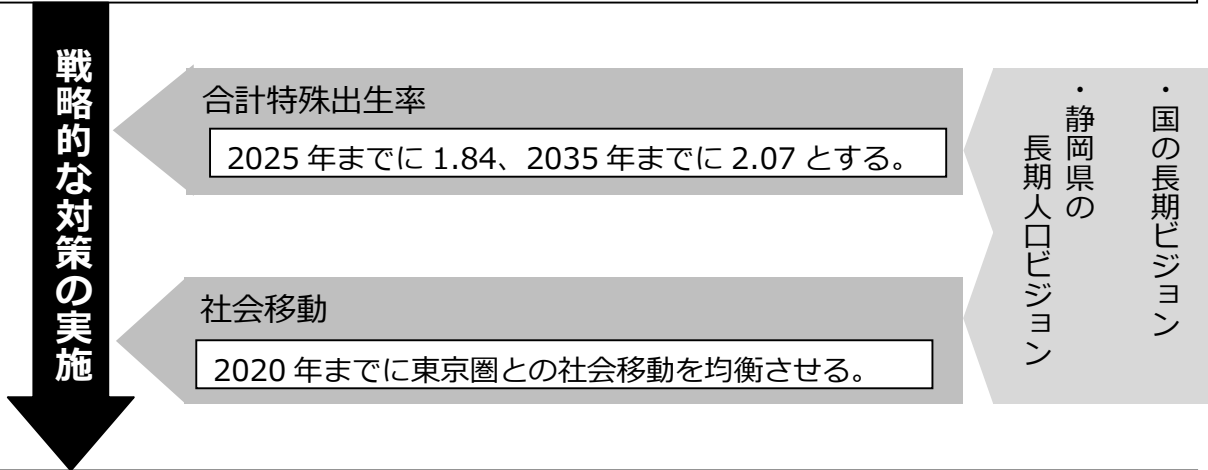 戦略的な対策の実施
合計特殊出生率
2025 年までに 1.84、2035 年までに 2.07 とする。
社会移動
2020 年までに東京圏との社会移動を均衡させる。
・国の長期ビジョン
・静岡県の
長期人口ビジョン